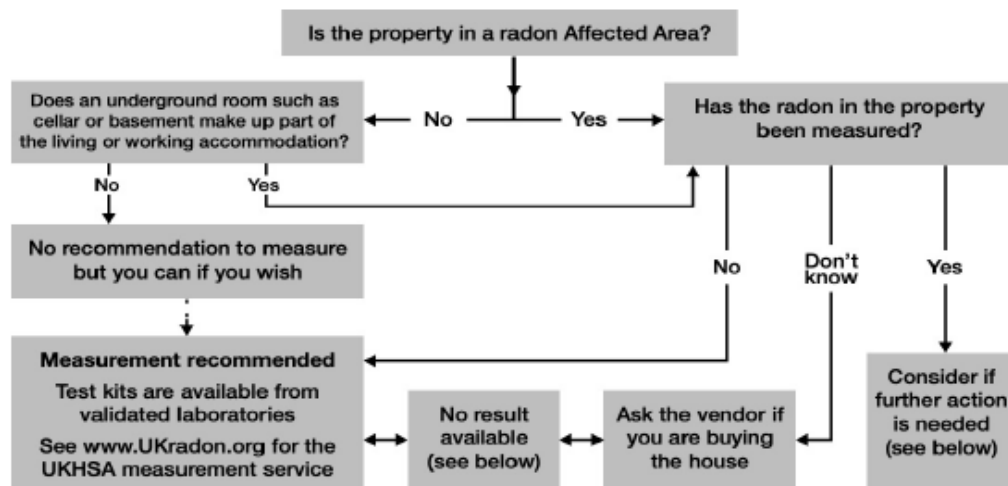 Is the property in a radon Affected Area?
Does an underground room such as
cellar or basement make up part of
the living or working accommodation?
No
Yes
Has the radon in the property
been measured?
No
Yes
No recommendation to measure
but you can if you wish
No
Don't
know
Yes
Measurement recommended
Test kits are available from
validated laboratories
See www.UKradon.org for the
UKHSA measurement service
No result
available
(see below)
Ask the vendor if
you are buying
the house
Consider if
further action
is needed
(see below)